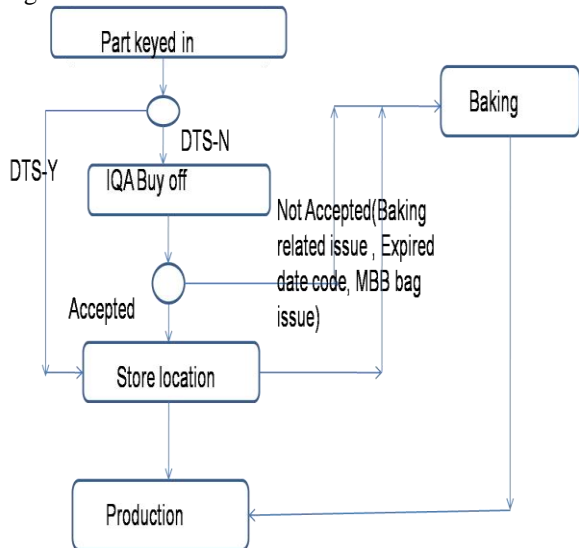 Part keyed in
Baking
DTS-N
DTS-Y
IQA Buy off
Not Accepted(Baking
related issue , Expired
date code, MBB bag
issue)
Accepted
Store location
Production